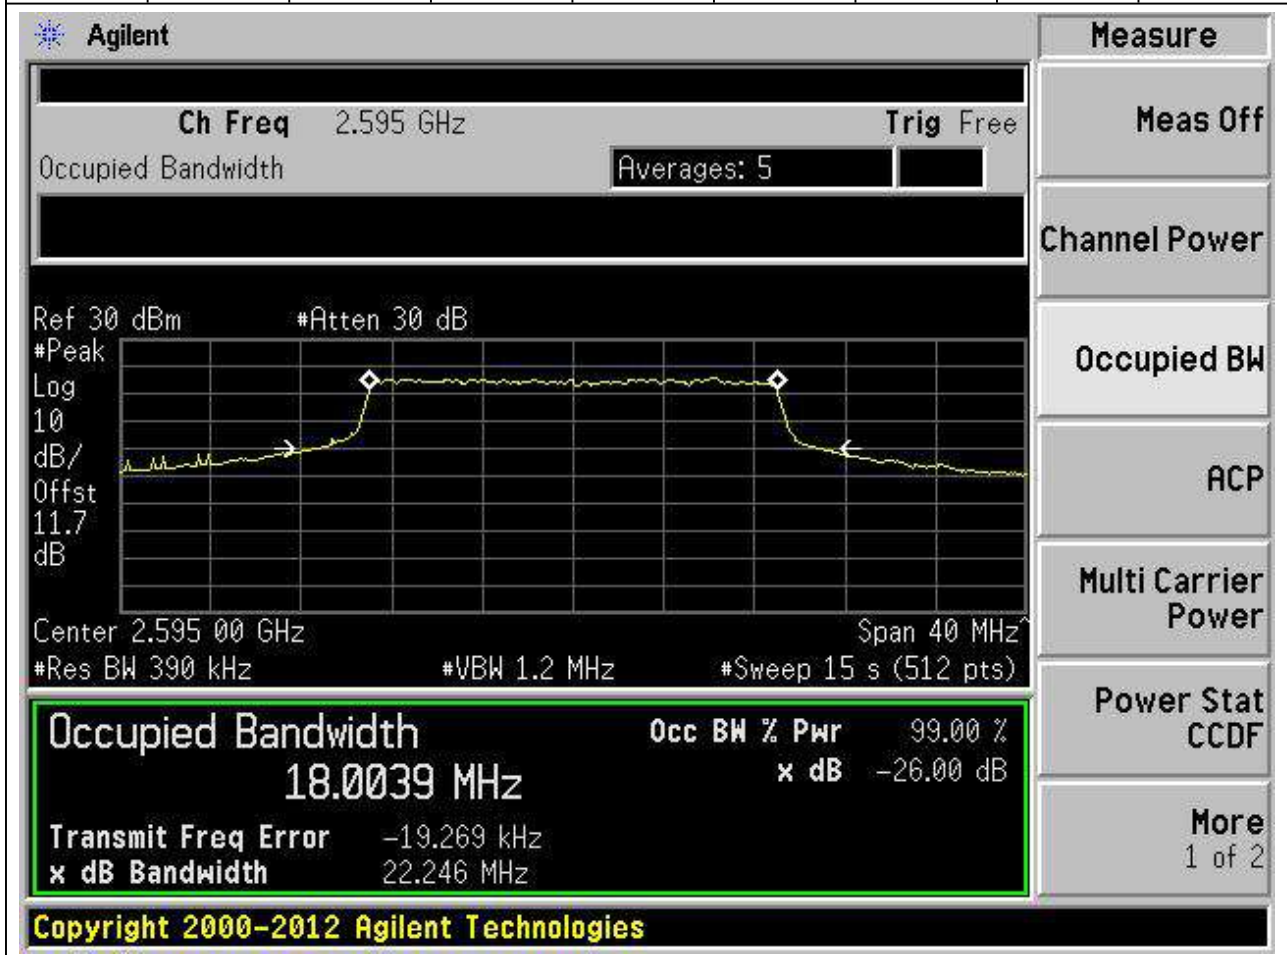 Agilent
Measure
Ch Freq 2.595 GHz Trig Free
Occupied Bandwidth Averages: 5
Ref 30 dBm #Atten 30 dB
#Peak
Log
10
dB/
Offst
11.7
dB
Center 2.595 00 GHz Span 40 MHz^
#Res BW 390 kHz #VBW 1.2 MHz #Sweep 15 s (512 pts)
Occupied Bandwidth Occ BW % Pwr 99.00 %
18.0039 MHz x dB -26.00 dB
Transmit Freq Error -19.269 kHz
x dB Bandwidth 22.246 MHz
Copyright 2000-2012 Agilent Technologies
Meas Off
Channel Power
Occupied BW
ACP
Multi Carrier
Power
Power Stat
CCDF
More
1 of 2